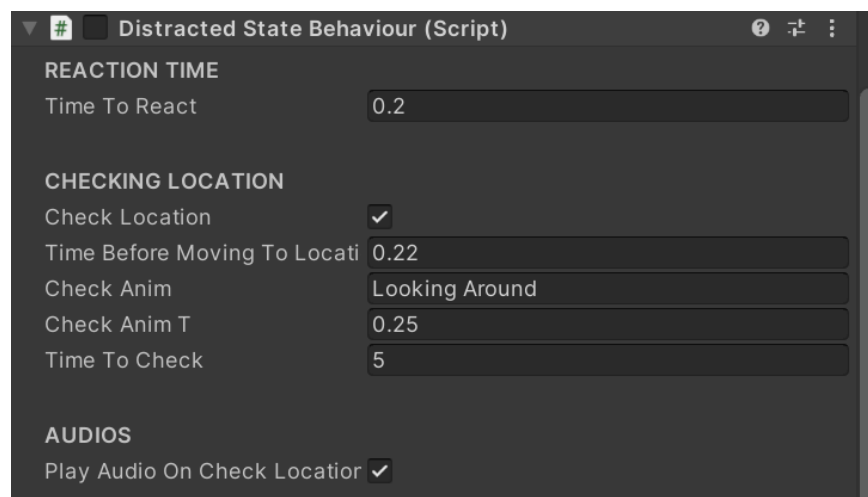 # Distracted State Behaviour (Script)
REACTION TIME
Time To React 0.2
CHECKING LOCATION
Check Location
Time Before Moving To Locati 0.22
Check Anim Looking Around
Check Anim T 0.25
Time To Check 5
AUDIOS
Play Audio On Check Location